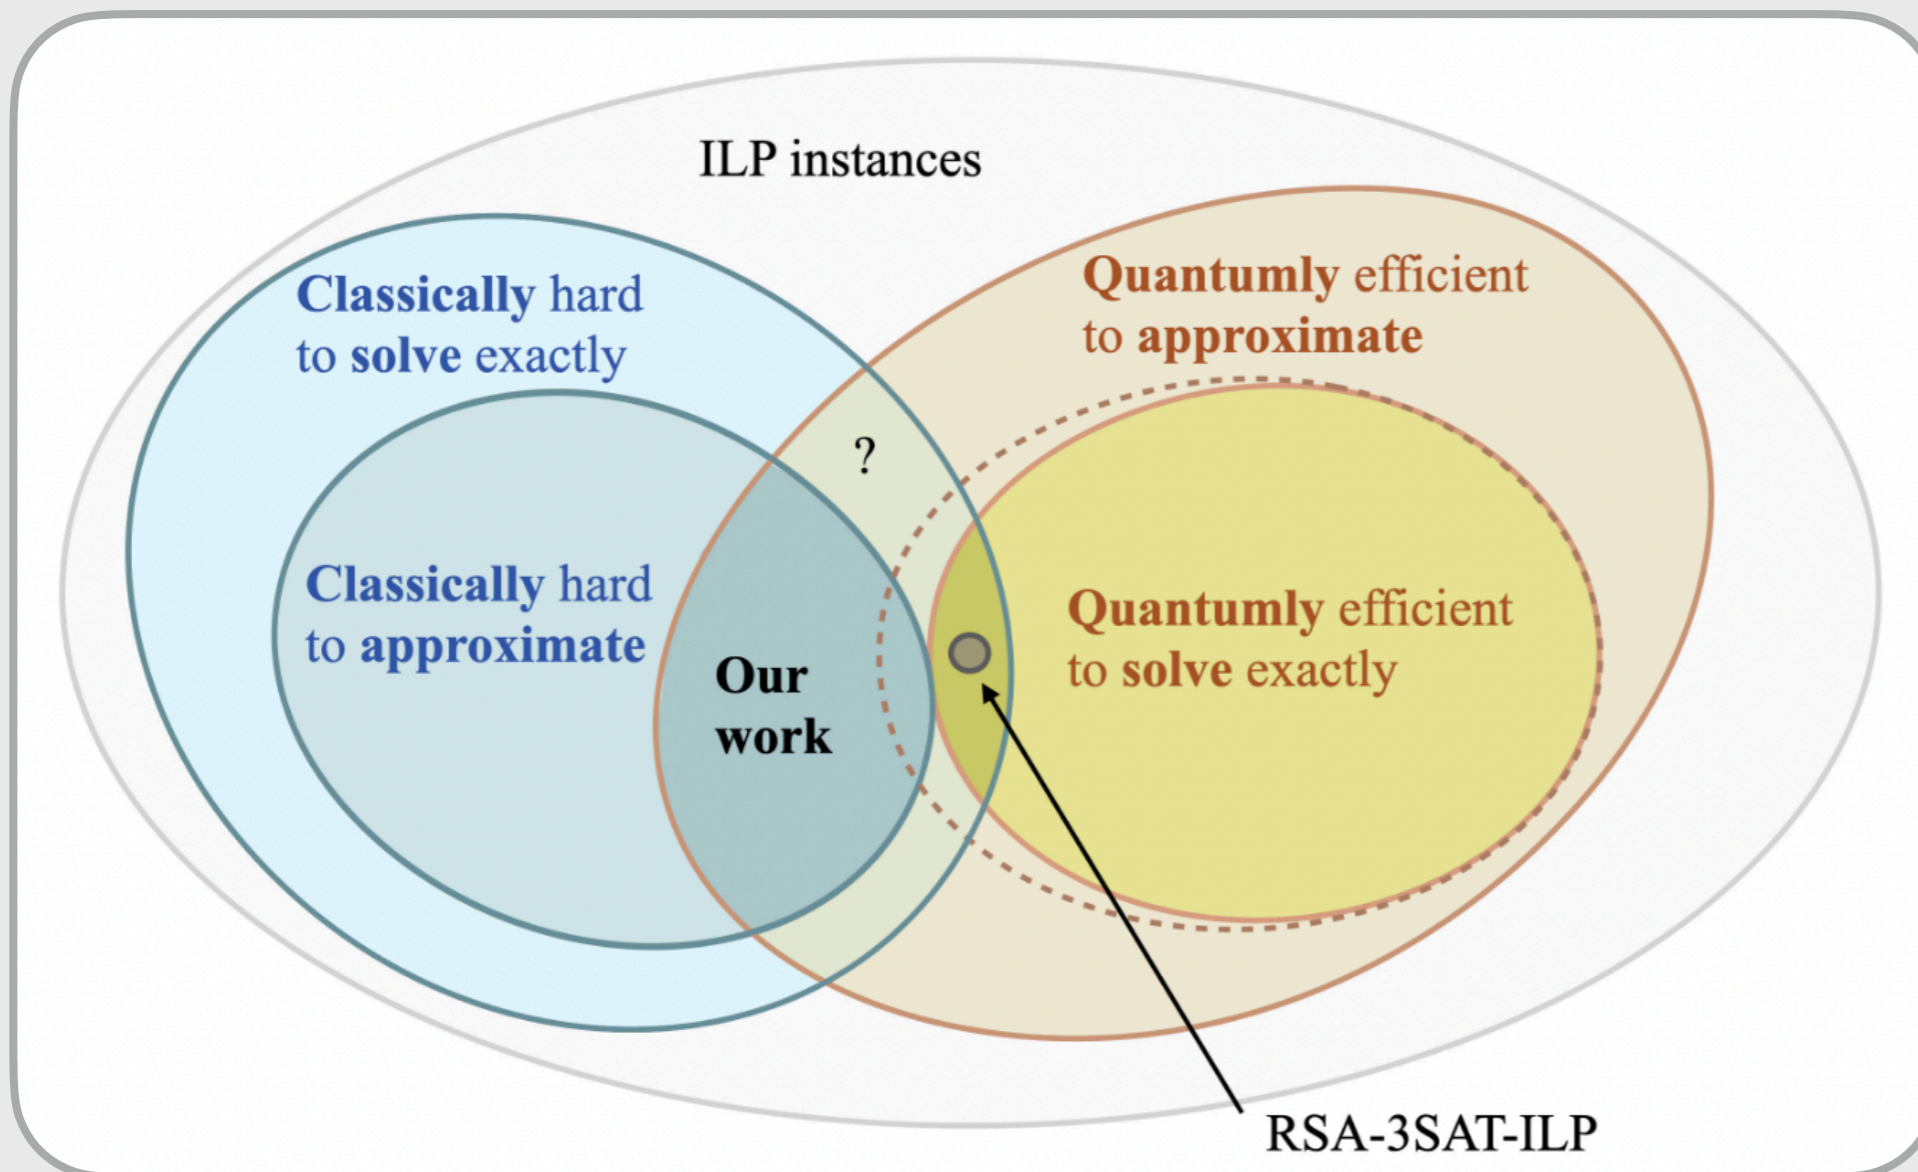 ILP instances
Classically hard
to solve exactly
Quantumly efficient
to approximate
?
Classically hard
to approximate
Our
work
Quantumly efficient
to solve exactly
RSA-3SAT-ILP